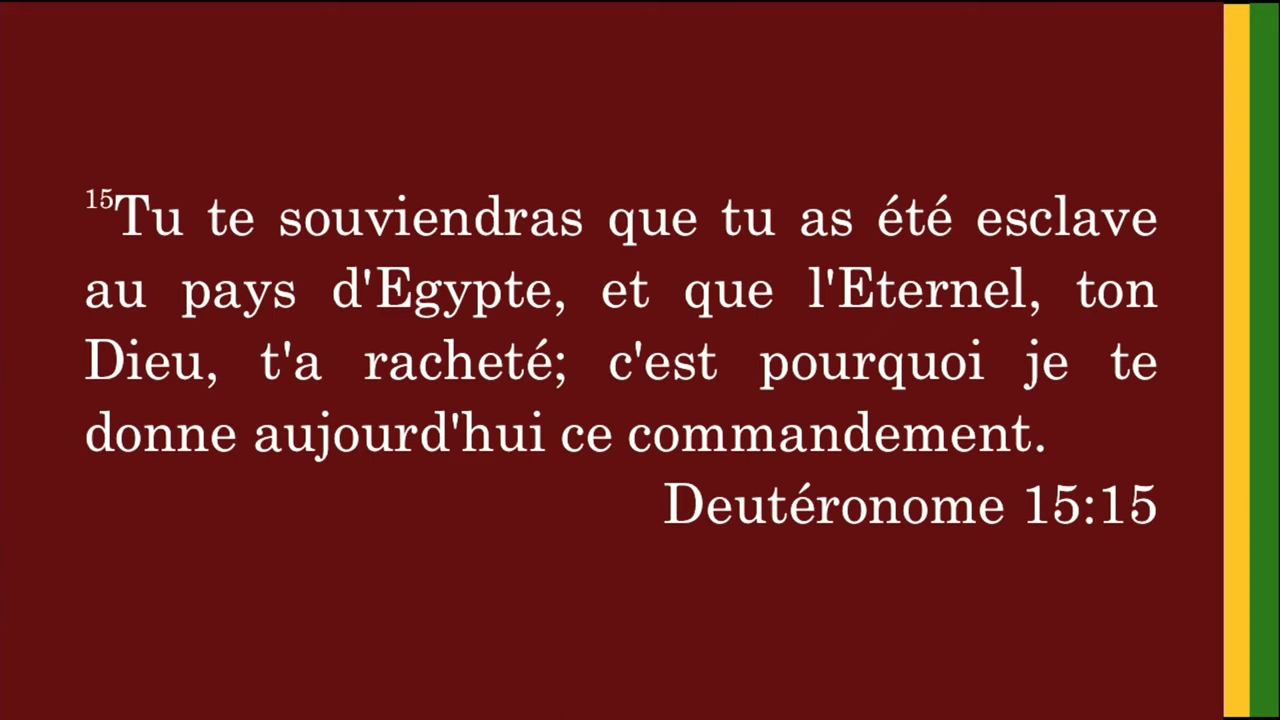 15Tu te souviendras que tu as été esclave
au pays d'Egypte, et que l'Eternel, ton
Dieu, t'a racheté; c'est pourquoi je te
donne aujourd'hui ce commandement.
Deutéronome 15:15